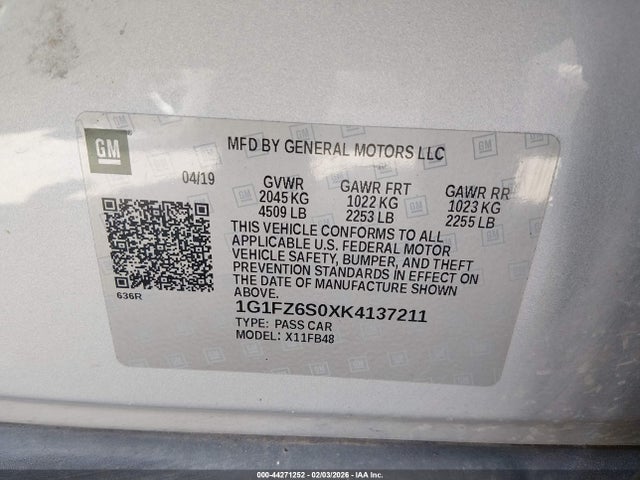 GM
MFD BY GENERAL MOTORS LLC
04/19
GVWR
2045 KG
4509 LB
GAWR FRT
1022 KG
2253 LB
GAWR RR
1023 KG
2255 LB
THIS VEHICLE CONFORMS TO ALL
APPLICABLE U.S. FEDERAL MOTOR
VEHICLE SAFETY, BUMPER, AND THEFT
PREVENTION STANDARDS IN EFFECT ON
THE DATE OF MANUFACTURE SHOWN
ABOVE.
636R
1G1FZ6S0XK4137211
TYPE: PASS CAR
MODEL: X11FB48
000-44271252 - 02/03/2026 - IAA Inc.